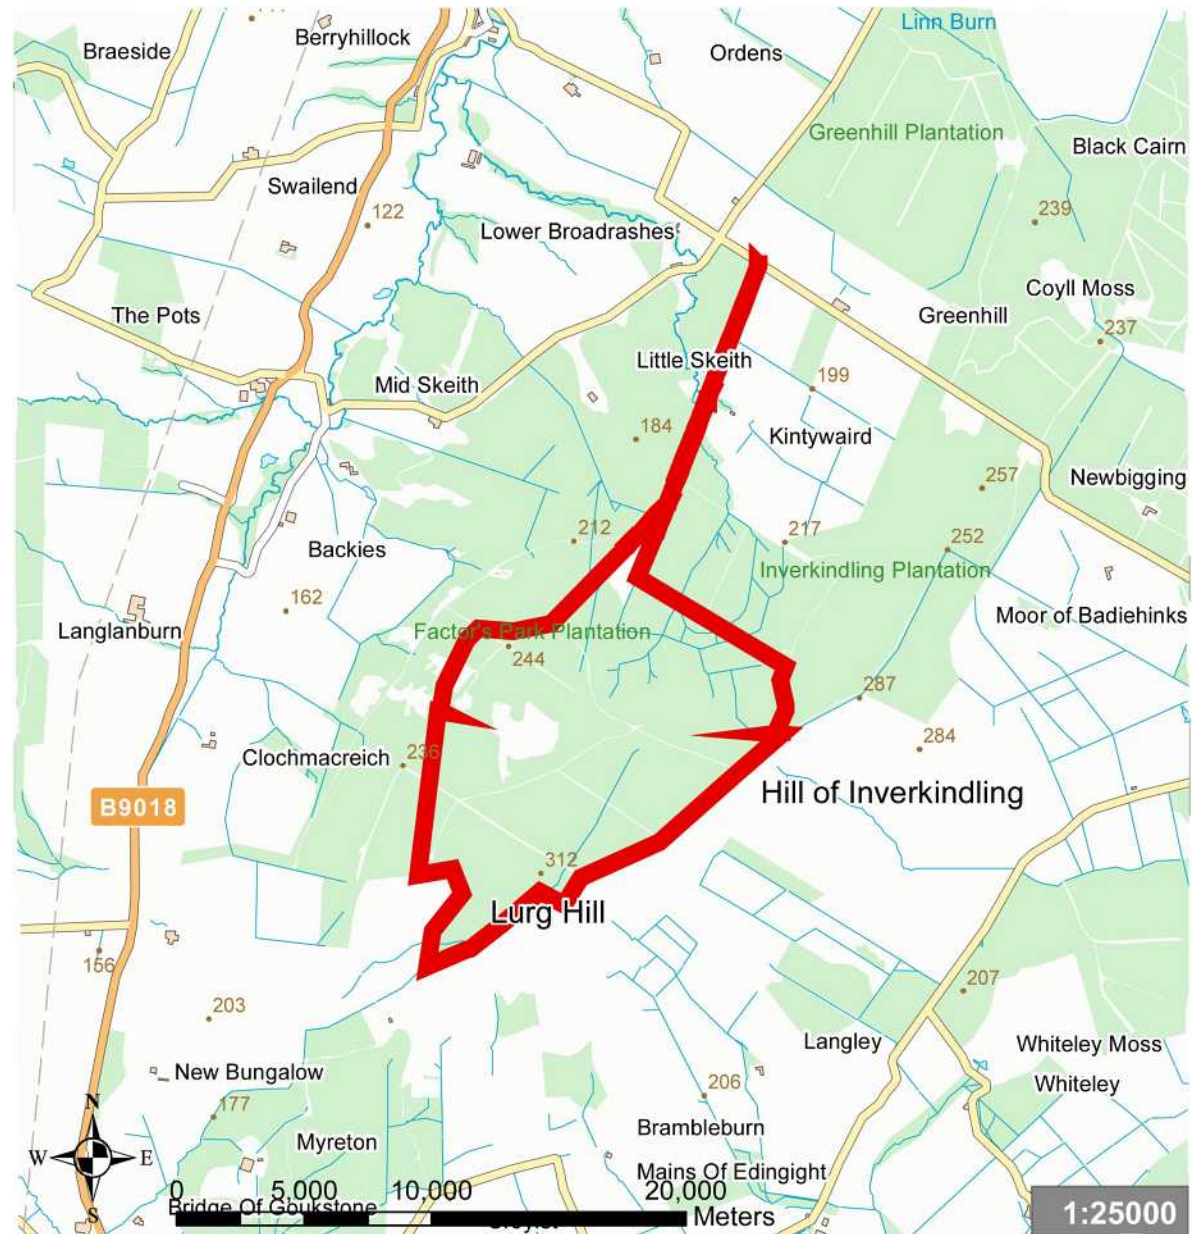 Linn Burn
Berryhillock
Braeside
Ordens
Greenhill Plantation
Black Cairn
Swailend
122
239
Lower Broadrashes
Coyll Moss
The Pots
Greenhill
237
Little Skeith
Mid Skeith
199
184
Kintywaird
257
Newbigging
212
217
252
Backies
Inverkindling Plantation
162
Moor of Badiehinks
Langlanburn
Factor's Park Plantation
244
287
284
Clochmacreich
236
Hill of Inverkindling
B9018
312
Lurg Hill
156
207
203
Langley
Whiteley Moss
New Bungalow
Whiteley
206
177
N
Brambleburn
Myreton
W E
Mains Of Edingight
0 5,000 10,000 20,000
Bridge Of Goukstone
S
Meters
1:25000